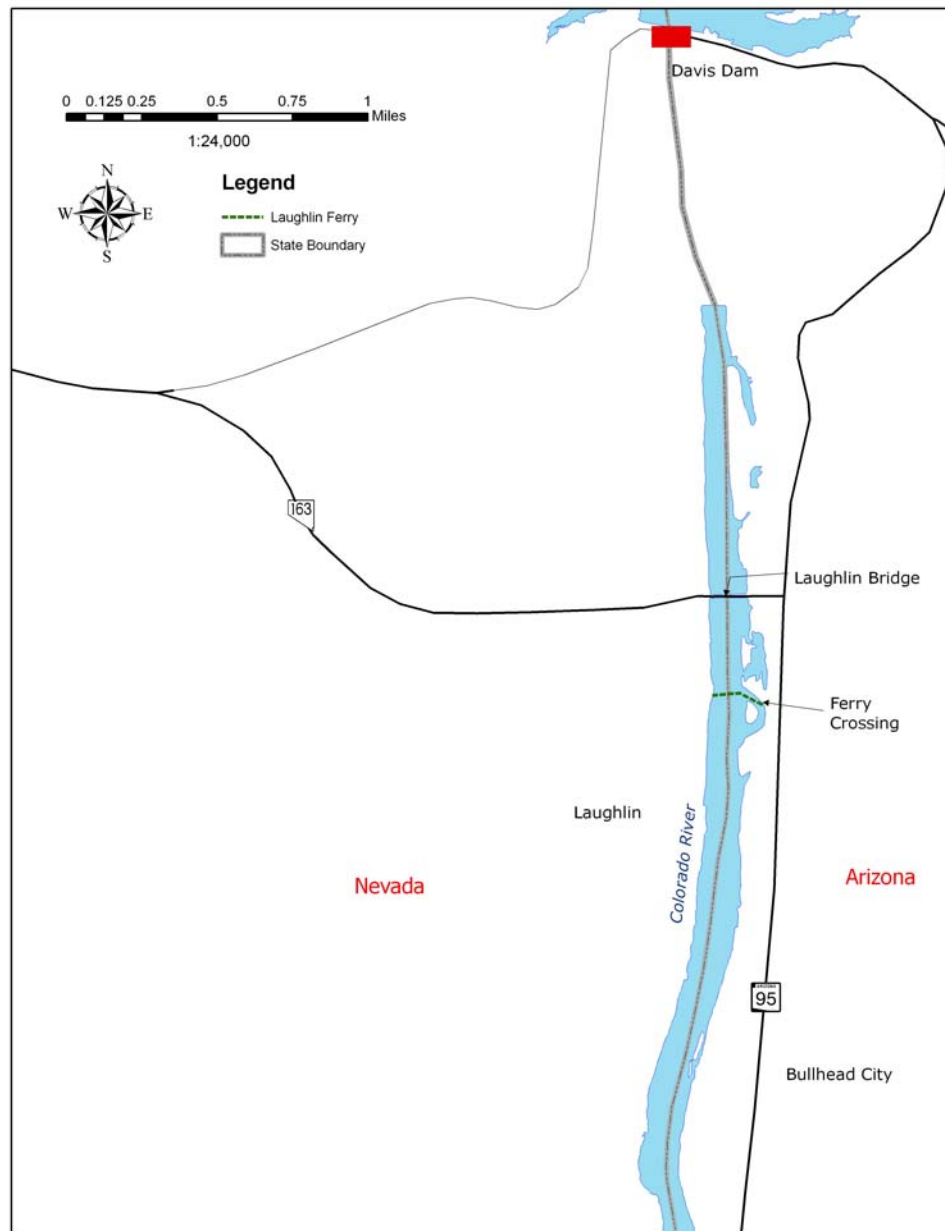 Davis Dam
0 0.125 0.25 0.5 0.75 1
Miles
1:24,000
N
W E
S
Legend
Laughlin Ferry
State Boundary
163
Laughlin Bridge
Ferry
Crossing
Laughlin
Colorado River
Nevada
Arizona
ARIZONA
95
Bullhead City